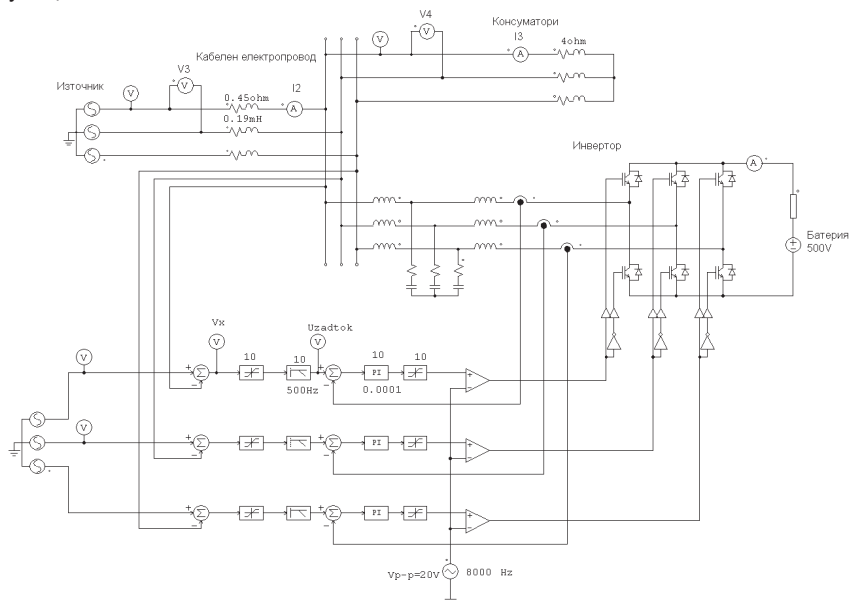 V4
Консуматори
V
V
I3
4ohm
A
Кабелен електропровод
V3
Източник
V
V
I2
0.45ohm
A
0.19mH
Инвертор
A
Батерия
500V
Vx
Uzadtok
V
V
V
10
10
10
10
PI
500Hz
0.0001
V
PI
PI
Vp-p=20V
8000 Hz